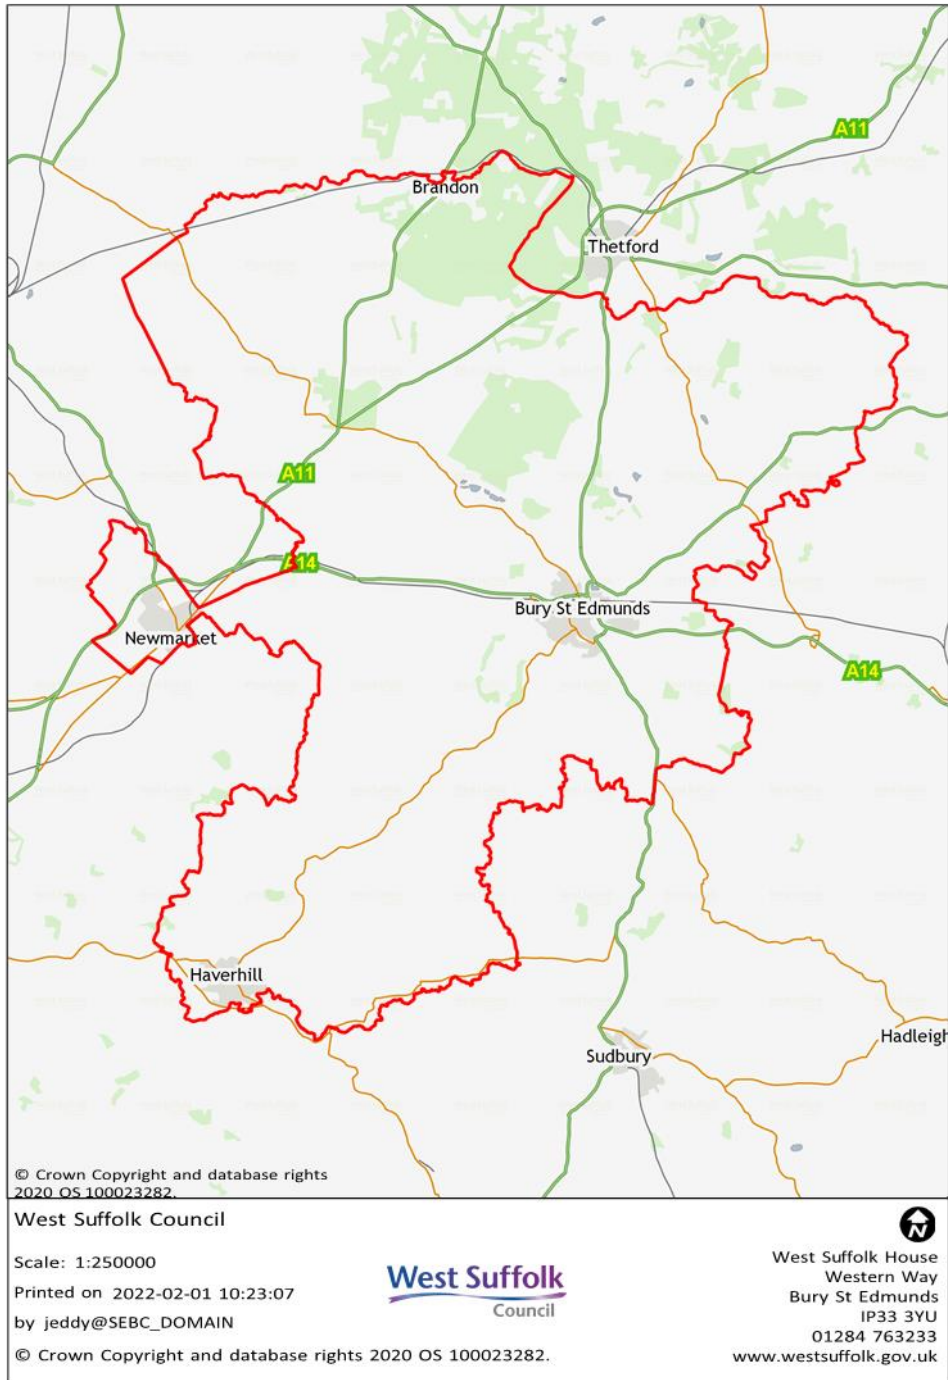 A11
Brandon
Thetford
A11
A14
Bury St Edmunds
Newmarket
A14
Haverhill
Hadleigh
Sudbury
© Crown Copyright and database rights
2020 OS 100023282.
West Suffolk Council
Scale: 1:250000
Printed on 2022-02-01 10:23:07
by jeddy@SEBC_DOMAIN
© Crown Copyright and database rights 2020 OS 100023282.
West Suffolk
Council
N
West Suffolk House
Western Way
Bury St Edmunds
IP33 3YU
01284 763233
www.westsuffolk.gov.uk